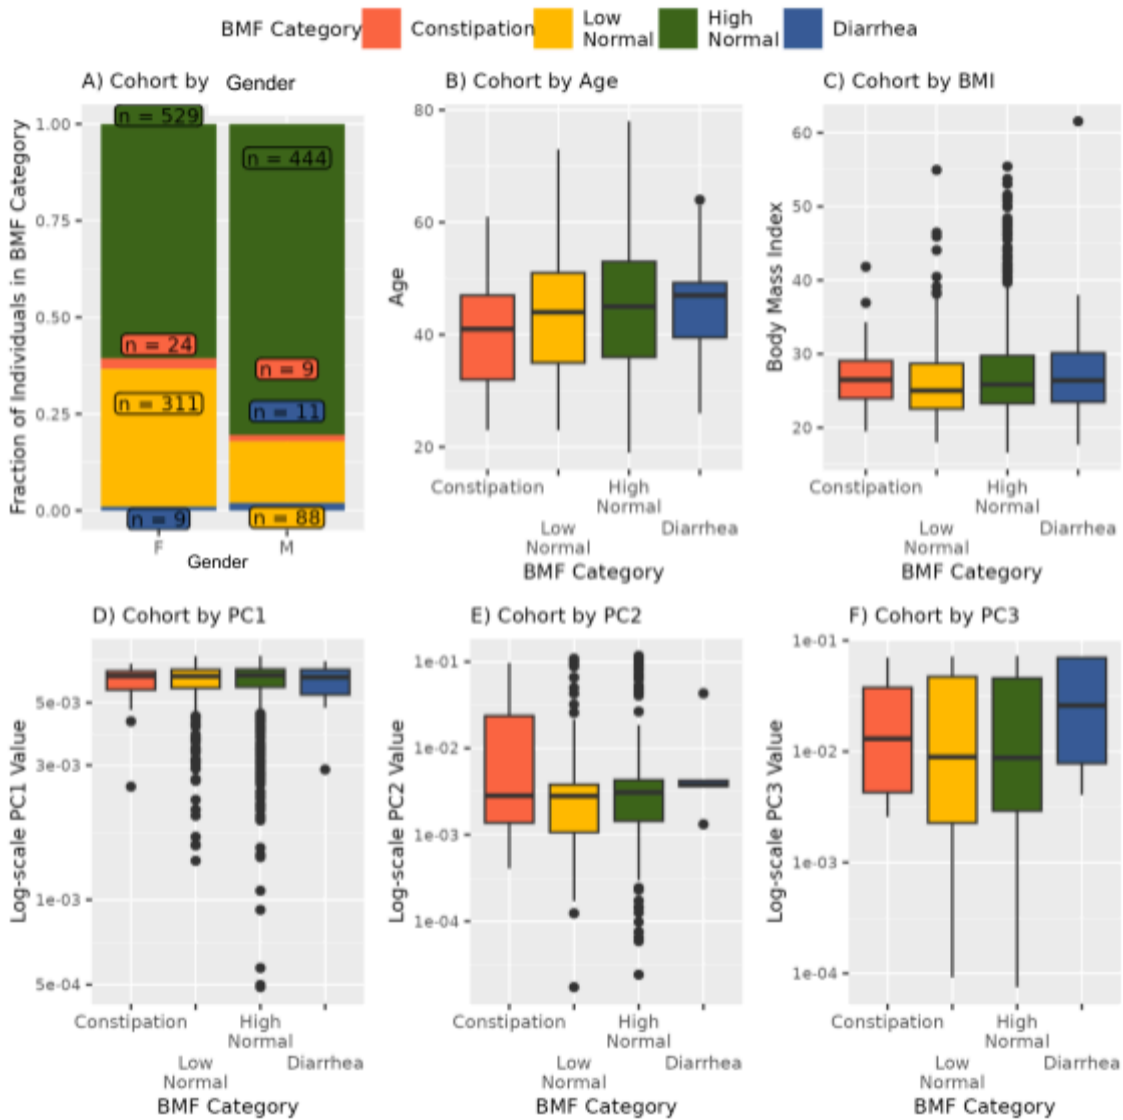 BMF Category
Constipation
Low
Normal
High
Normal
Diarrhea
A) Cohort by Gender
Fraction of Individuals in BMF Category
1.00
0.75
0.50
0.25
0.00
n = 529
n = 24
n = 311
n = 9
n = 444
n = 9
n = 11
n = 88
F
M
Gender
B) Cohort by Age
Age
80
60
40
20
Constipation
Low
Normal
High
Normal
Diarrhea
BMF Category
C) Cohort by BMI
Body Mass Index
60
50
40
30
20
Constipation
Low
Normal
High
Normal
Diarrhea
BMF Category
D) Cohort by PC1
Log-scale PC1 Value
5e-03
3e-03
1e-03
5e-04
Constipation
Low
Normal
High
Normal
Diarrhea
BMF Category
E) Cohort by PC2
Log-scale PC2 Value
1e-01
1e-02
1e-03
1e-04
Constipation
Low
Normal
High
Normal
Diarrhea
BMF Category
F) Cohort by PC3
Log-scale PC3 Value
1e-01
1e-02
1e-03
1e-04
Constipation
Low
Normal
High
Normal
Diarrhea
BMF Category